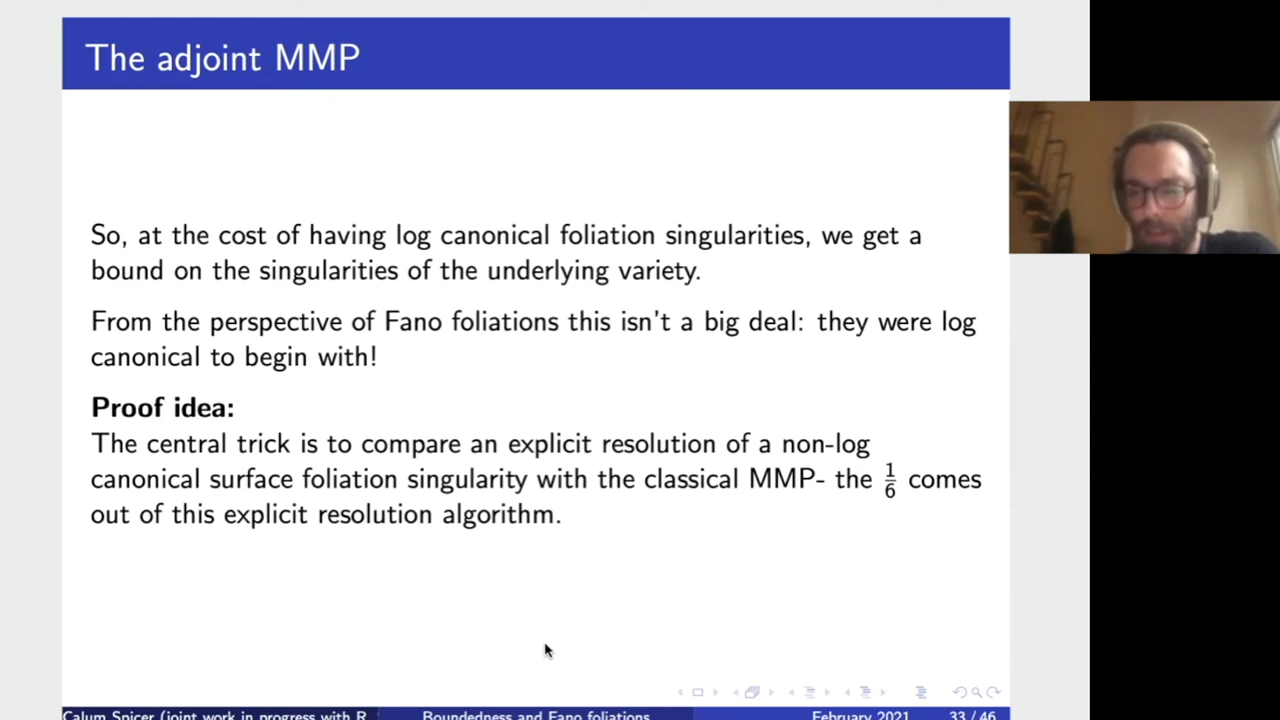 The adjoint MMP
So, at the cost of having log canonical foliation singularities, we get a
bound on the singularities of the underlying variety.
From the perspective of Fano foliations this isn't a big deal: they were log
canonical to begin with!
Proof idea:
The central trick is to compare an explicit resolution of a non-log
canonical surface foliation singularity with the classical MMP- the 1/6 comes
out of this explicit resolution algorithm.
Calum Spicer (joint work in progress with R. Boundedness and Fano foliations February 2021 33 / 46